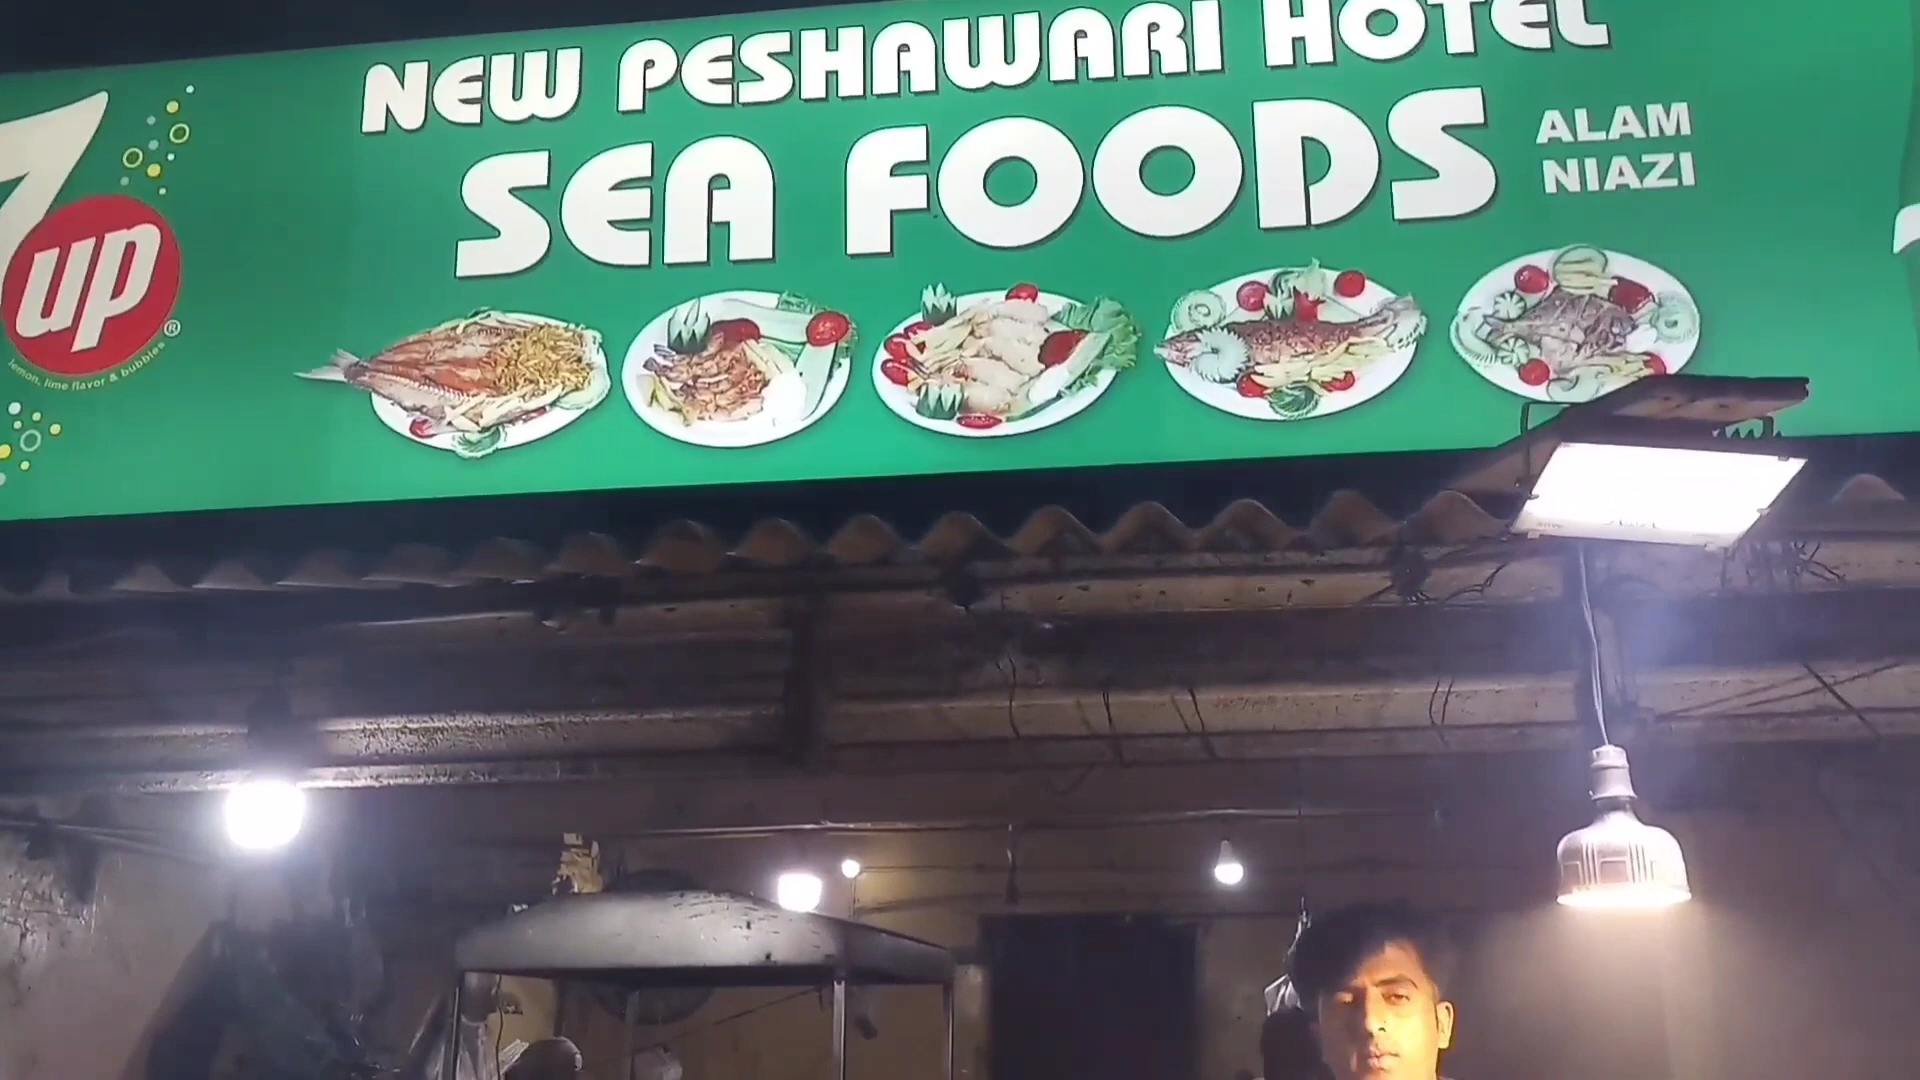 NEW PESHAWARI HOTEL
SEA FOODS
ALAM
NIAZI
7up®
lemon, lime flavor & bubbles